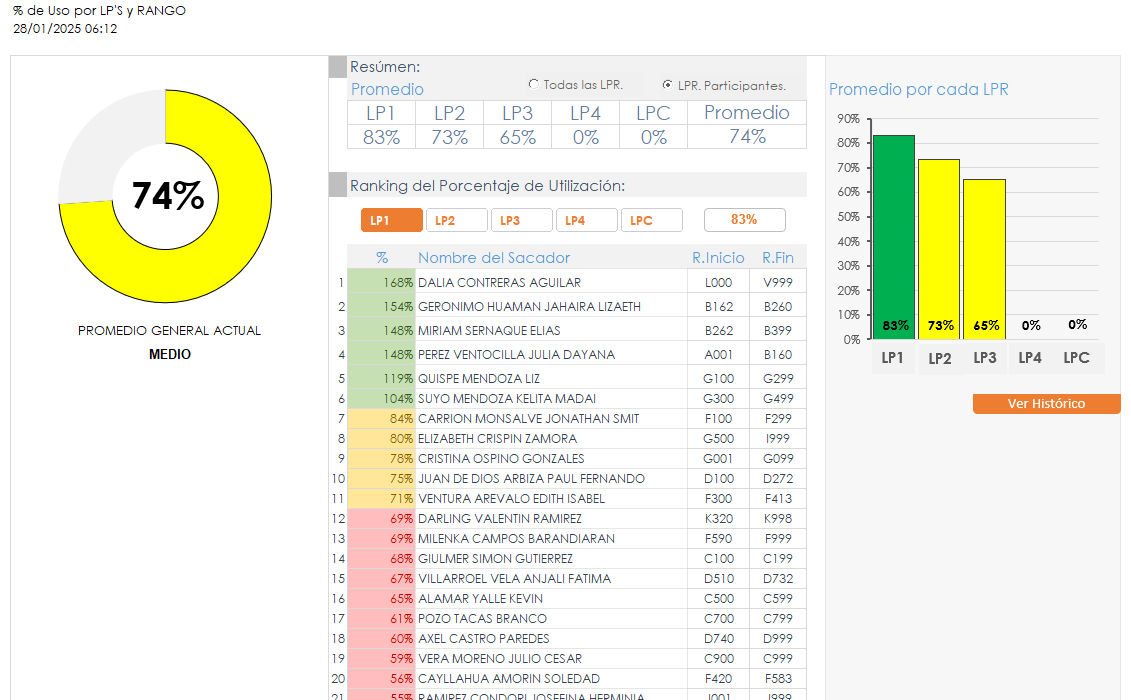 % de Uso por LP'S y RANGO
28/01/2025 06:12
74%
PROMEDIO GENERAL ACTUAL
MEDIO
Resúmen:
Promedio
Todas las LPR.
LPR. Participantes.
LP1 LP2 LP3 LP4 LPC Promedio
83% 73% 65% 0% 0% 74%
Ranking del Porcentaje de Utilización:
LP1 LP2 LP3 LP4 LPC 83%
% Nombre del Sacador R.Inicio R.Fin
1 168% DALIA CONTRERAS AGUILAR L000 V999
2 154% GERONIMO HUAMAN JAHAIRA LIZAETH B162 B260
3 148% MIRIAM SERNAQUE ELIAS B262 B399
4 148% PEREZ VENTOCILLA JULIA DAYANA A001 B160
5 119% QUISPE MENDOZA LIZ G100 G299
6 104% SUYO MENDOZA KELITA MADAI G300 G499
7 84% CARRION MONSALVE JONATHAN SMIT F100 F299
8 80% ELIZABETH CRISPIN ZAMORA G500 I999
9 78% CRISTINA OSPINO GONZALES G001 G099
10 75% JUAN DE DIOS ARBIZA PAUL FERNANDO D100 D272
11 71% VENTURA AREVALO EDITH ISABEL F300 F413
12 69% DARLING VALENTIN RAMIREZ K320 K998
13 69% MILENKA CAMPOS BARANDIARAN F590 F999
14 68% GIULMER SIMON GUTIERREZ C100 C199
15 67% VILLARROEL VELA ANJALI FATIMA D510 D732
16 65% ALAMAR YALLE KEVIN C500 C599
17 61% POZO TACAS BRANCO C700 C799
18 60% AXEL CASTRO PAREDES D740 D999
19 59% VERA MORENO JULIO CESAR C900 C999
20 56% CAYLLAHUA AMORIN SOLEDAD F420 F583
21 55% RAMIREZ CONDORI JOSEFINA HERMINIA J001 J999
Promedio por cada LPR
90%
80%
70%
60%
50%
40%
30%
20%
10%
0%
83% 73% 65% 0% 0%
LP1 LP2 LP3 LP4 LPC
Ver Histórico